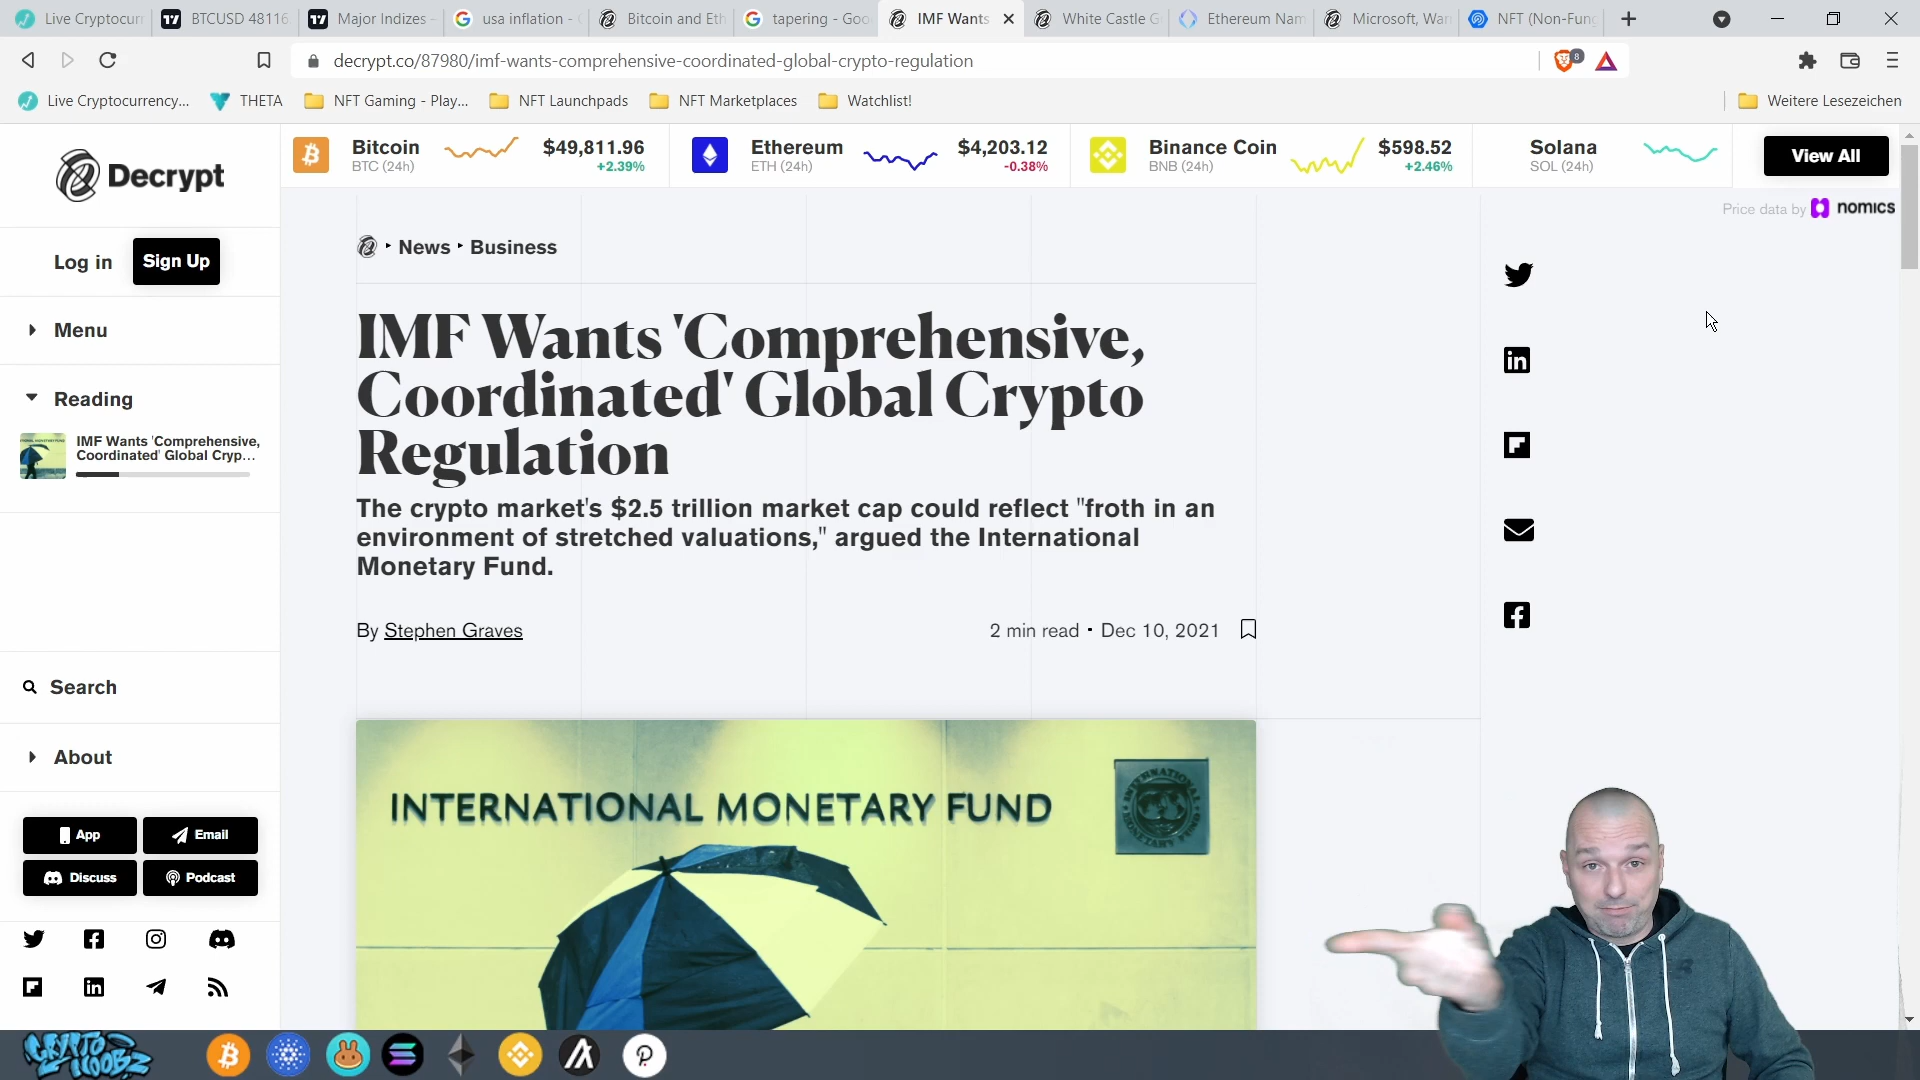 Live Cryptocurr
BTCUSD 48116
Major Indizes -
usa inflation -
Bitcoin and Eth
tapering - Goo
IMF Wants
White Castle G
Ethereum Nam
Microsoft, War
NFT (Non-Fung
decrypt.co/87980/imf-wants-comprehensive-coordinated-global-crypto-regulation
8
Live Cryptocurrency...
THETA
NFT Gaming - Play...
NFT Launchpads
NFT Marketplaces
Watchlist!
Weitere Lesezeichen
Decrypt
Bitcoin
BTC (24h)
$49,811.96
+2.39%
Ethereum
ETH (24h)
$4,203.12
-0.38%
Binance Coin
BNB (24h)
$598.52
+2.46%
Solana
SOL (24h)
View All
Price data by nomics
Log in
Sign Up
Menu
Reading
IMF Wants 'Comprehensive,
Coordinated' Global Cryp...
Search
About
App
Email
Discuss
Podcast
News
Business
IMF Wants 'Comprehensive,
Coordinated' Global Crypto
Regulation
The crypto market's $2.5 trillion market cap could reflect "froth in an
environment of stretched valuations," argued the International
Monetary Fund.
By Stephen Graves
2 min read • Dec 10, 2021
INTERNATIONAL MONETARY FUND
CRYPTO
NOOBZ